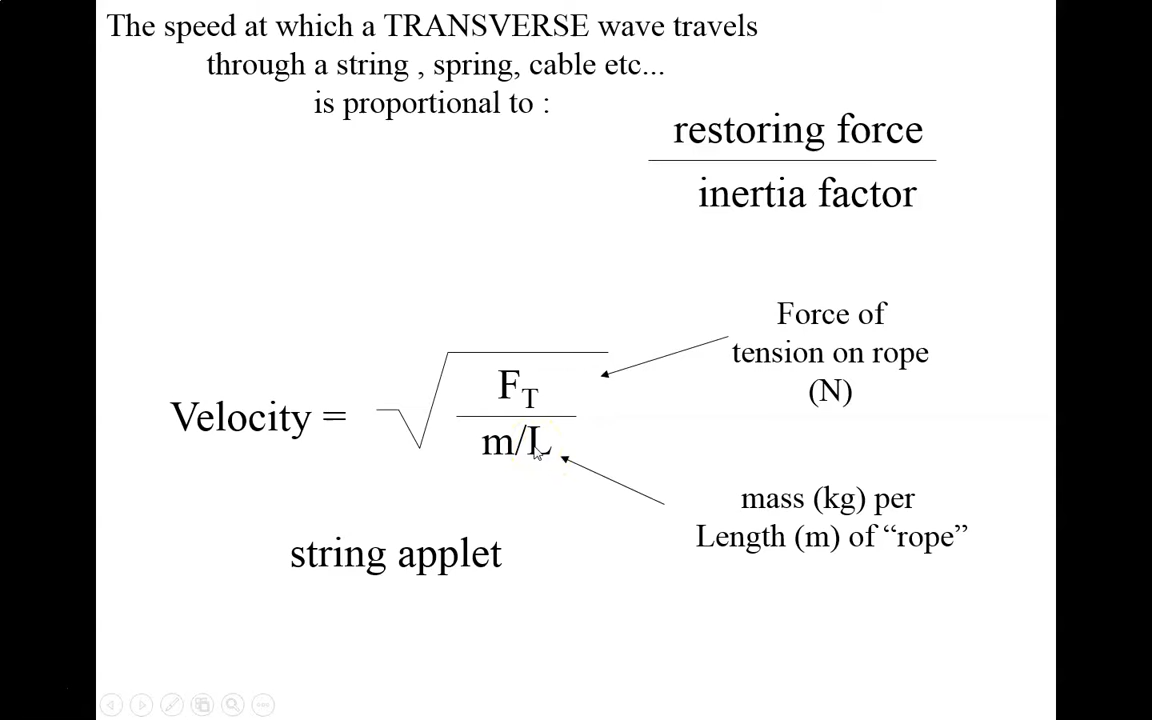 The speed at which a TRANSVERSE wave travels
through a string , spring, cable etc...
is proportional to :
restoring force
inertia factor
Force of
tension on rope
(N)
Velocity =
F_T
m/L
mass (kg) per
Length (m) of “rope”
string applet